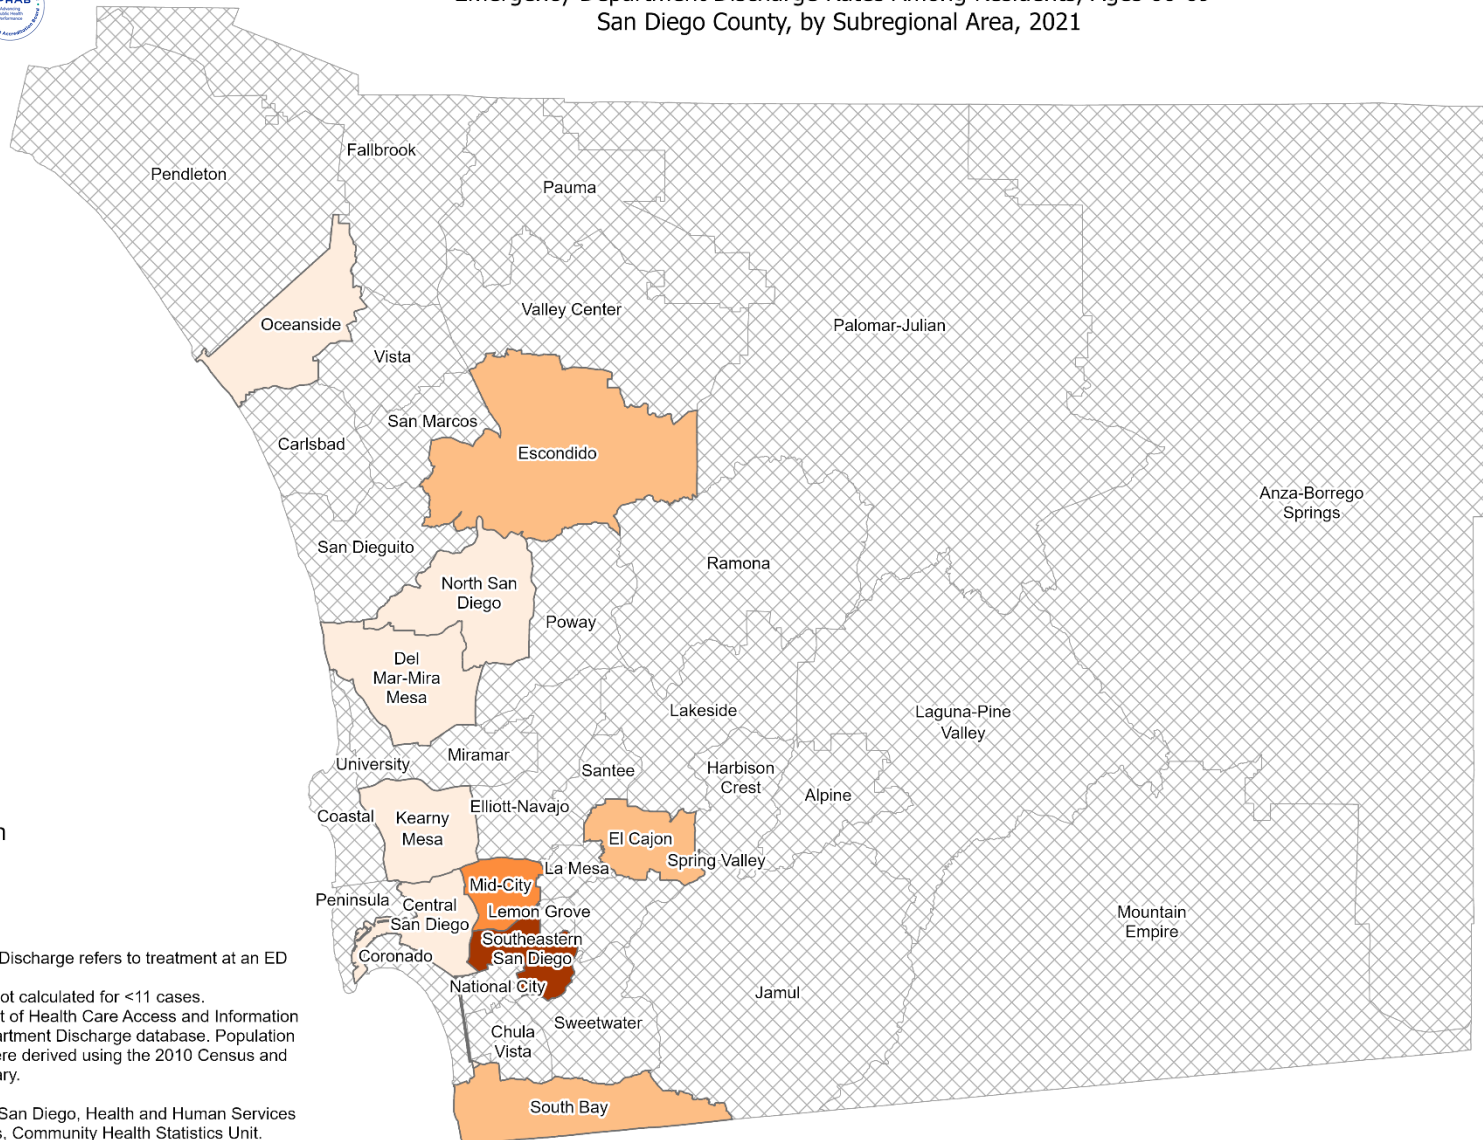 San Diego County, by Subregional Area, 2021
Fallbrook
Pendleton
Pauma
Valley Center
Oceanside
Palomar-Julian
Vista
San Marcos
Carlsbad
Escondido
Anza-Borrego
Springs
San Dieguito
Ramona
North San
Diego
Poway
Del
Mar-Mira
Mesa
Lakeside
Laguna-Pine
Valley
Miramar
University
Santee
Harbison
Crest
Alpine
Elliott-Navajo
Coastal
Kearny
Mesa
El Cajon
Spring Valley
La Mesa
Mid-City
Peninsula
Central
San Diego
Lemon Grove
Mountain
Empire
Southeastern
San Diego
Coronado
National City
Jamul
Sweetwater
Chula
Vista
South Bay
Discharge refers to treatment at an ED
ot calculated for <11 cases.
t of Health Care Access and Information
artment Discharge database. Population
ere derived using the 2010 Census and
ary.
San Diego, Health and Human Services
s, Community Health Statistics Unit.